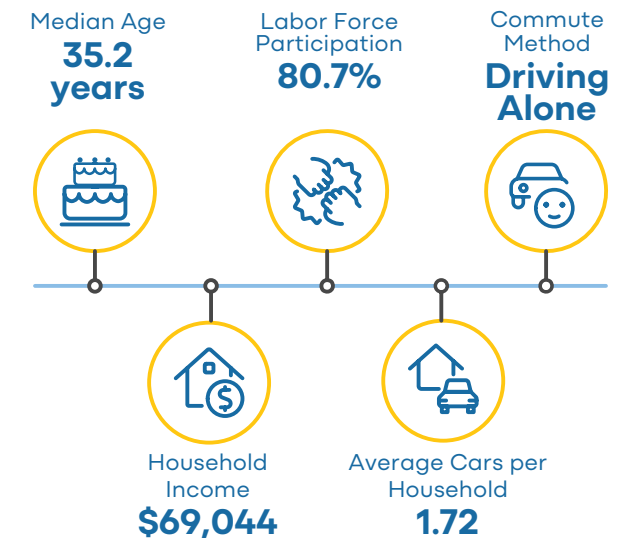 Median Age
35.2
years
Labor Force
Participation
80.7%
Commute
Method
Driving
Alone
$
Household
Income
$69,044
Average Cars per
Household
1.72